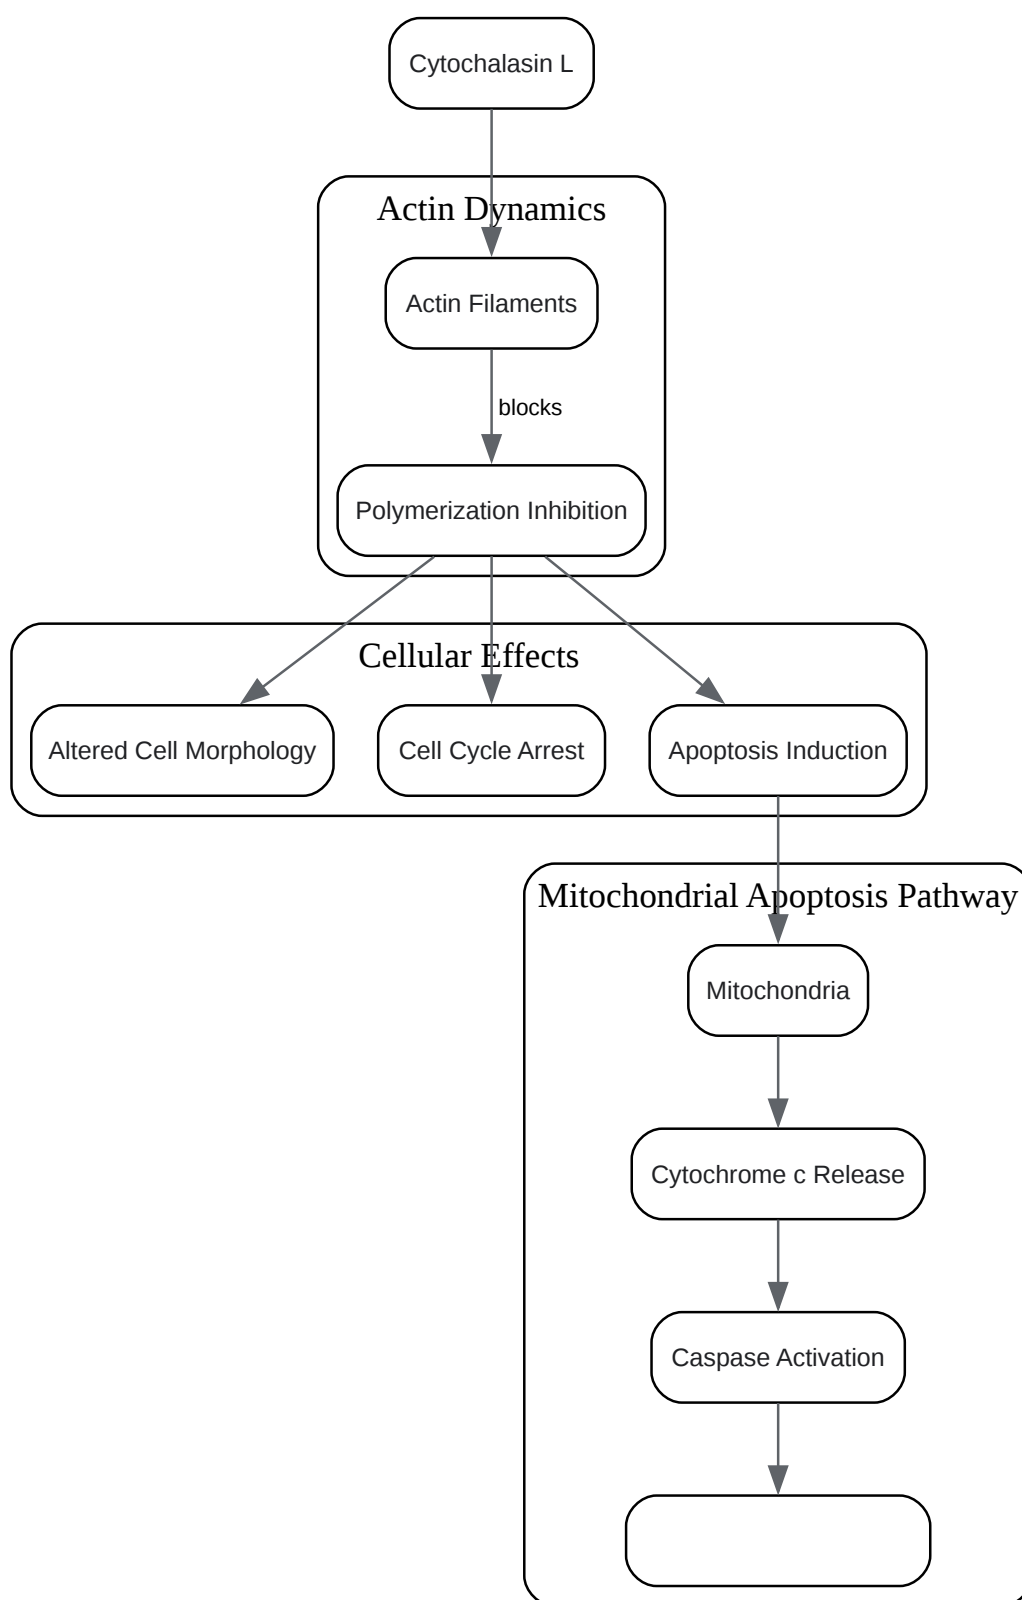 Cytochalasin L
Actin Dynamics
Actin Filaments
blocks
Polymerization Inhibition
Cellular Effects
Altered Cell Morphology
Cell Cycle Arrest
Apoptosis Induction
Mitochondrial Apoptosis Pathway
Mitochondria
Cytochrome c Release
Caspase Activation